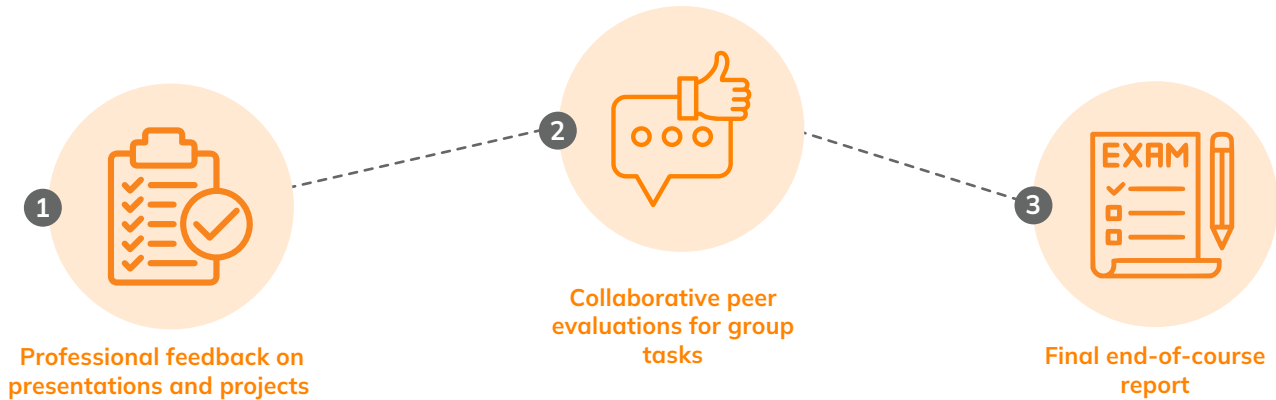 1
Professional feedback on
presentations and projects
2
Collaborative peer
evaluations for group
tasks
3
EXAM
Final end-of-course
report